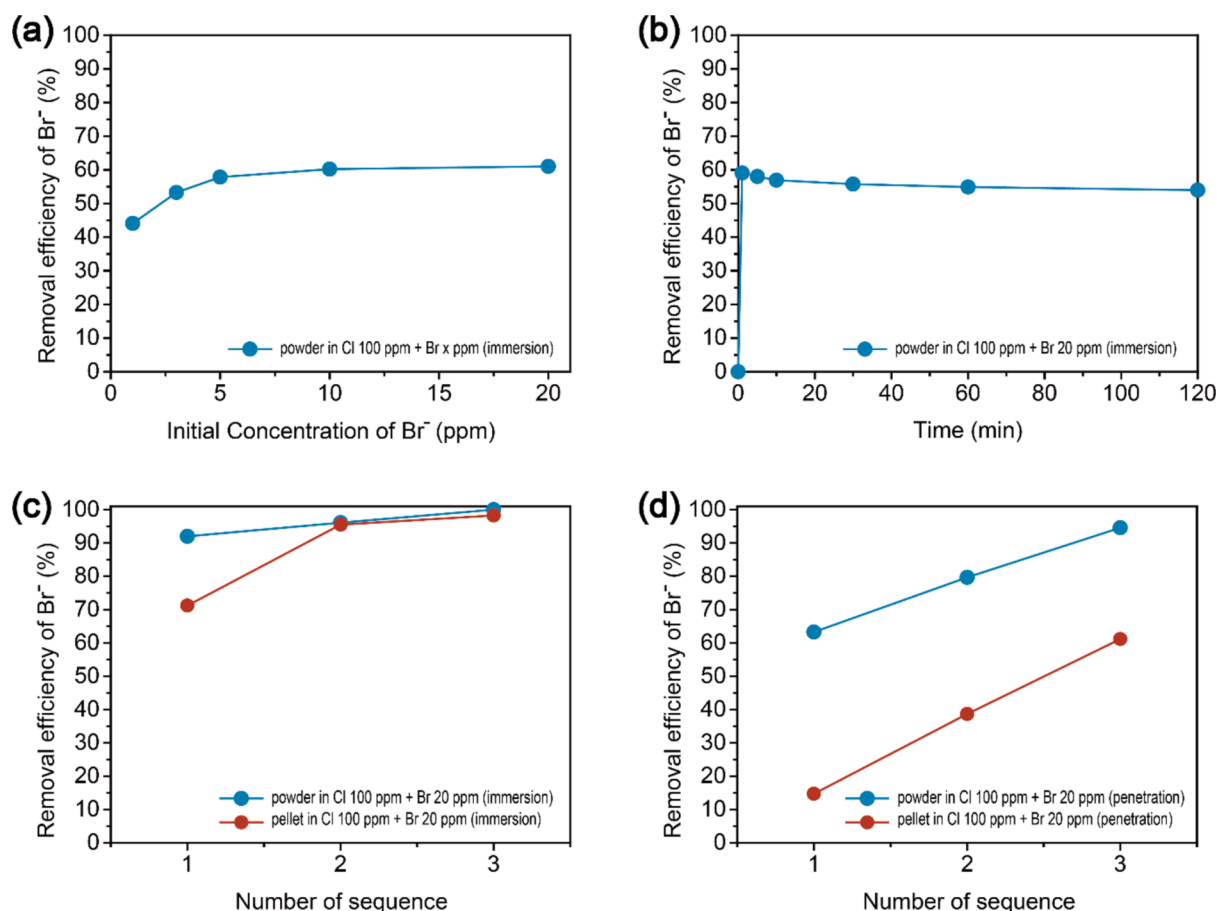 (a)
Removal efficiency of Br⁻ (%)
100
90
80
70
60
50
40
30
20
10
0
powder in Cl 100 ppm + Br x ppm (immersion)
0 5 10 15 20
Initial Concentration of Br⁻ (ppm)
(b)
Removal efficiency of Br⁻ (%)
100
90
80
70
60
50
40
30
20
10
0
powder in Cl 100 ppm + Br 20 ppm (immersion)
0 20 40 60 80 100 120
Time (min)
(c)
Removal efficiency of Br⁻ (%)
100
90
80
70
60
50
40
30
20
10
0
powder in Cl 100 ppm + Br 20 ppm (immersion)
pellet in Cl 100 ppm + Br 20 ppm (immersion)
1 2 3
Number of sequence
(d)
Removal efficiency of Br⁻ (%)
100
90
80
70
60
50
40
30
20
10
0
powder in Cl 100 ppm + Br 20 ppm (penetration)
pellet in Cl 100 ppm + Br 20 ppm (penetration)
1 2 3
Number of sequence